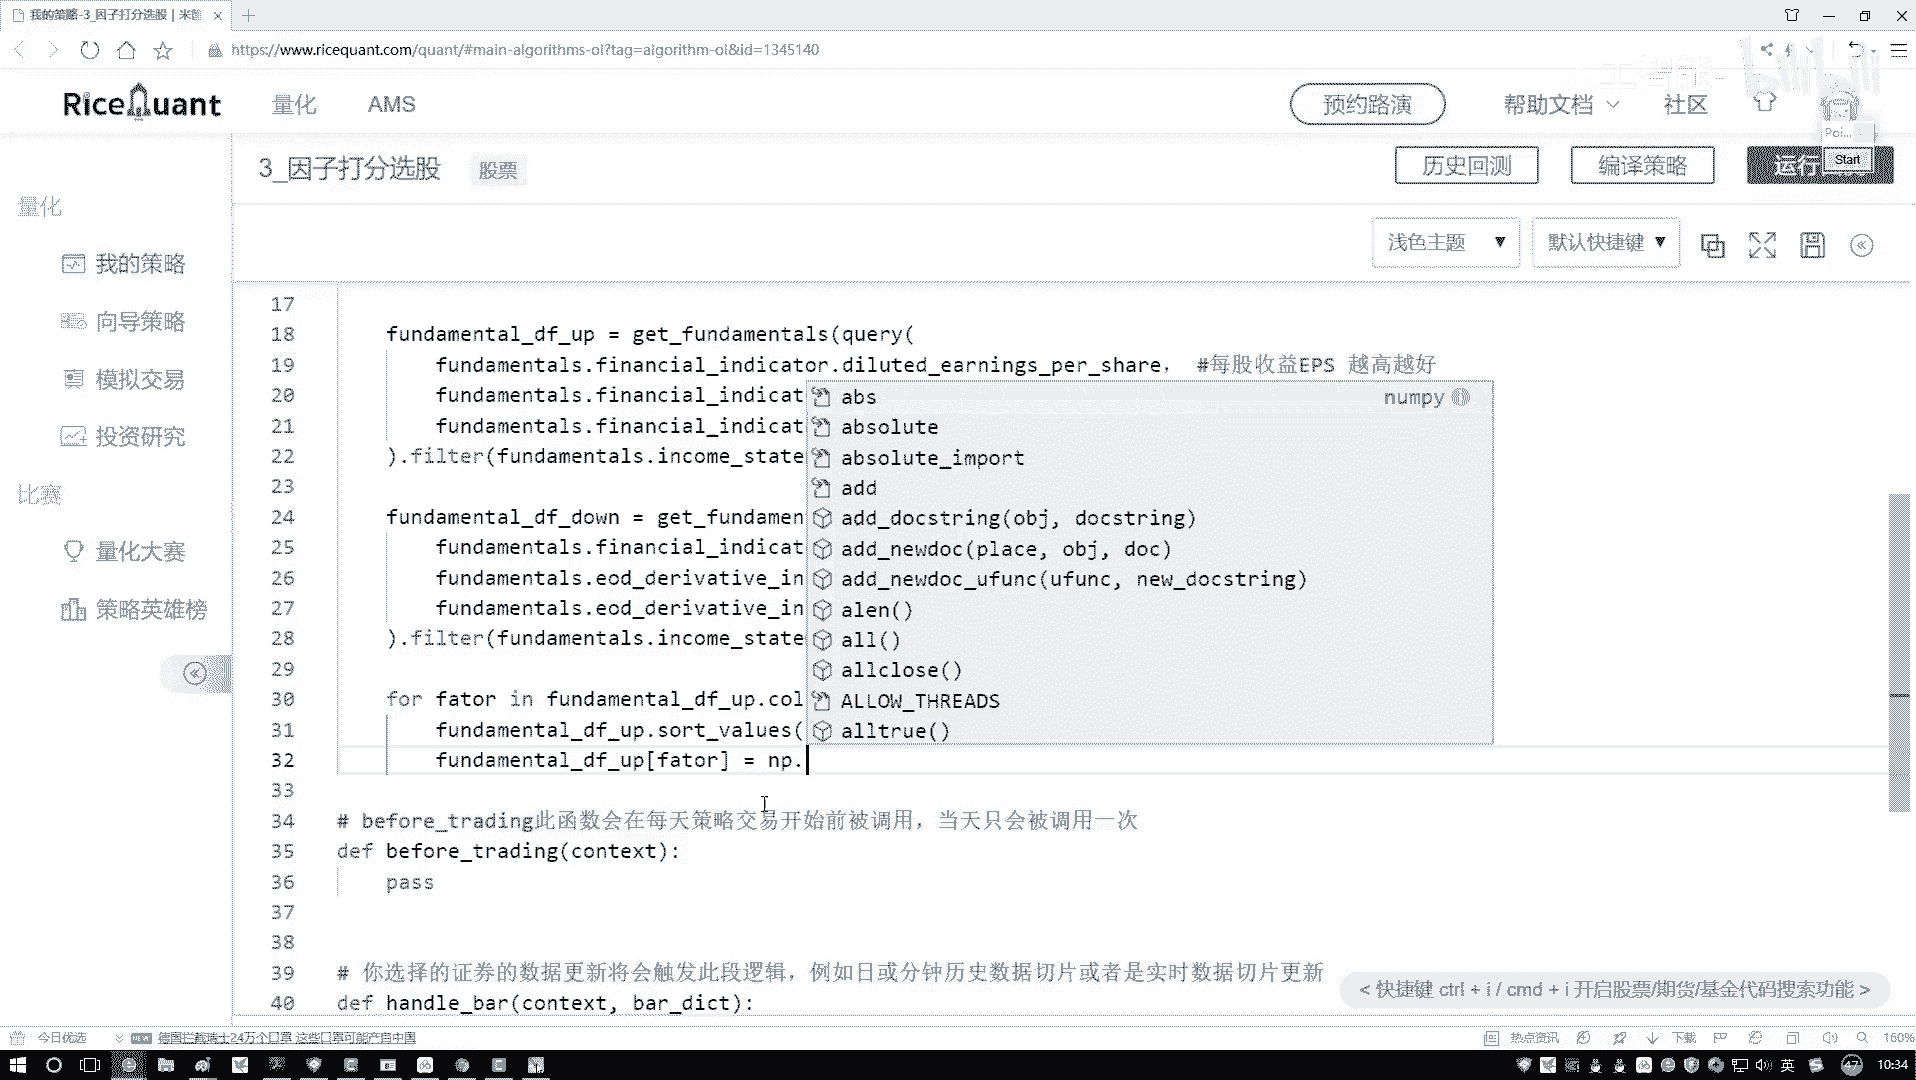 我的策略-3_因子打分选股 | 米筐
https://www.ricequant.com/quant/#main-algorithms-ol?tag=algorithm-ol&id=1345140
RiceQuant
量化
AMS
预约路演
帮助文档
社区
Poi...
Start
3_因子打分选股
股票
历史回测
编译策略
运行
量化
我的策略
向导策略
模拟交易
投资研究
比赛
量化大赛
策略英雄榜
浅色主题
默认快捷键
17
18 fundamental_df_up = get_fundamentals(query(
19 fundamentals.financial_indicator.diluted_earnings_per_share, #每股收益EPS 越高越好
20 fundamentals.financial_indicat
21 fundamentals.financial_indicat
22 ).filter(fundamentals.income_state
23
24 fundamental_df_down = get_fundamen
25 fundamentals.financial_indicat
26 fundamentals.eod_derivative_in
27 fundamentals.eod_derivative_in
28 ).filter(fundamentals.income_state
29
30 for fator in fundamental_df_up.col
31 fundamental_df_up.sort_values(
32 fundamental_df_up[fator] = np.
abs numpy
absolute
absolute_import
add
add_docstring(obj, docstring)
add_newdoc(place, obj, doc)
add_newdoc_ufunc(ufunc, new_docstring)
alen()
all()
allclose()
ALLOW_THREADS
alltrue()
33
34 # before_trading此函数会在每天策略交易开始前被调用，当天只会被调用一次
35 def before_trading(context):
36 pass
37
38
39 # 你选择的证券的数据更新将会触发此段逻辑，例如日或分钟历史数据切片或者是实时数据切片更新
40 def handle_bar(context, bar_dict):
< 快捷键 ctrl + i / cmd + i 开启股票/期货/基金代码搜索功能 >
今日优选
NEW
德国拦截瑞士24万个口罩 这些口罩可能产自中国
热点资讯
下载
160%
英
47
10:34